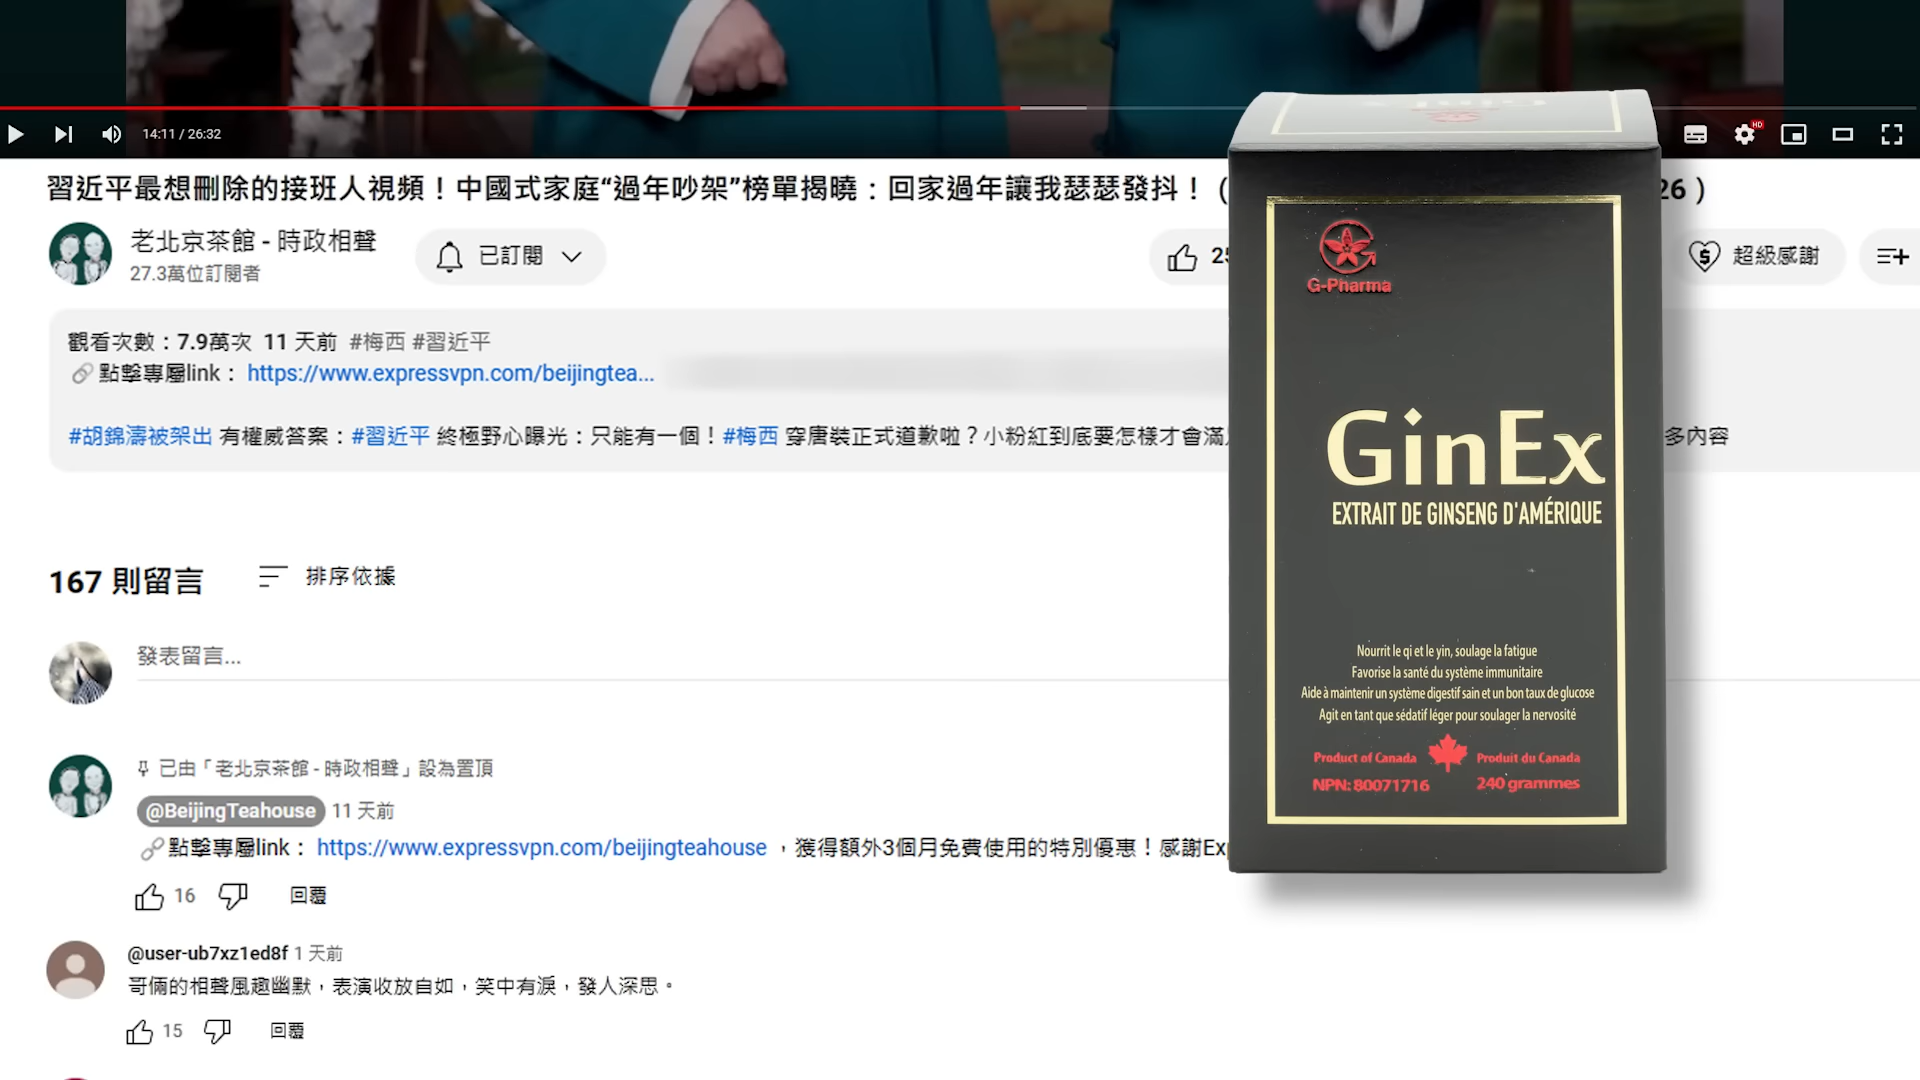 14:11 / 26:32
HD
習近平最想刪除的接班人視頻！中國式家庭“過年吵架”榜單揭曉：回家過年讓我瑟瑟發抖！（
26 )
老北京茶館 - 時政相聲
27.3萬位訂閱者
已訂閱
25
超級感謝
觀看次數：7.9萬次 11 天前 #梅西 #習近平
點擊專屬link： https://www.expressvpn.com/beijingtea...
#胡錦濤被架出 有權威答案：#習近平 終極野心曝光：只能有一個！#梅西 穿唐裝正式道歉啦？小粉紅到底要怎樣才會滿
多內容
167 則留言
排序依據
發表留言...
已由「老北京茶館 - 時政相聲」設為置頂
@BeijingTeahouse 11 天前
點擊專屬link： https://www.expressvpn.com/beijingteahouse ，獲得額外3個月免費使用的特別優惠！感謝Ex
16
回覆
@user-ub7xz1ed8f 1 天前
哥倆的相聲風趣幽默，表演收放自如，笑中有淚，發人深思。
15
回覆
G-Pharma
GinEx
EXTRAIT DE GINSENG D'AMÉRIQUE
Nourrit le qi et le yin, soulage la fatigue
Favorise la santé du système immunitaire
Aide à maintenir un système digestif sain et un bon taux de glucose
Agit en tant que sédatif léger pour soulager la nervosité
Product of Canada Produit du Canada
NPN: 80071716 240 grammes